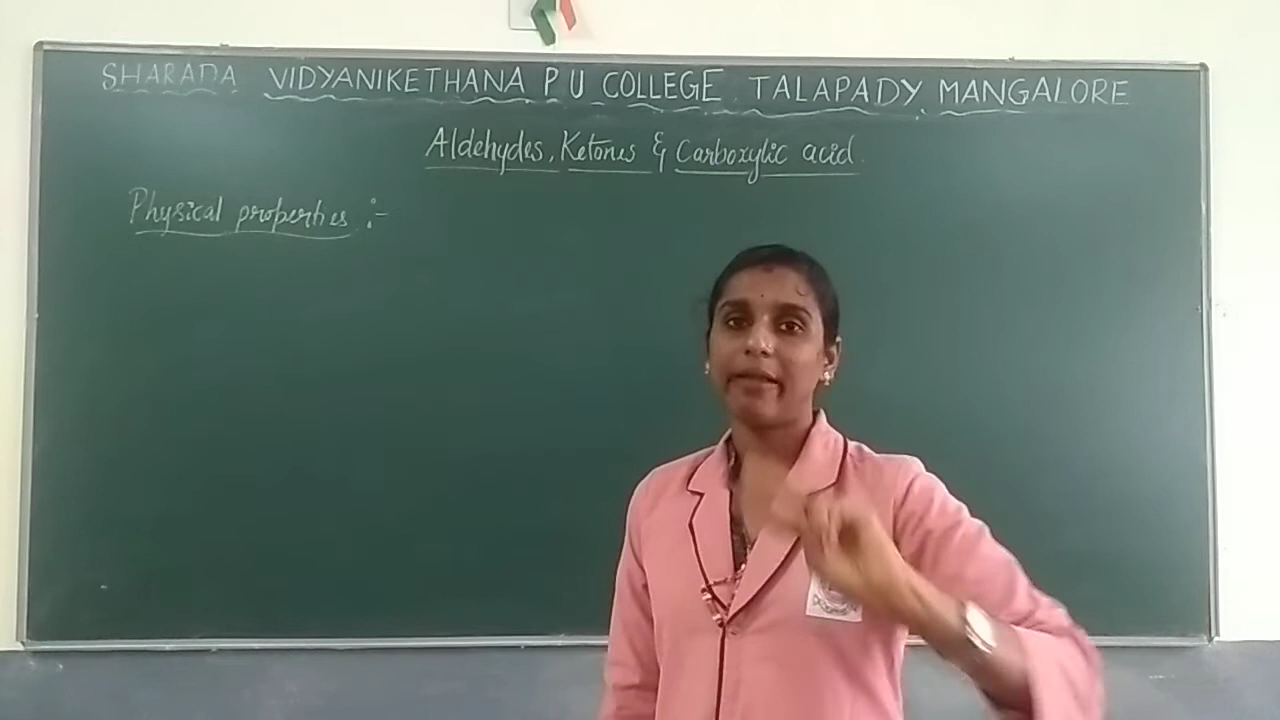 SHARADA VIDYANIKETHANA P U COLLEGE TALAPADY, MANGALORE
Aldehydes, Ketones & Carboxylic acid.
Physical properties :-